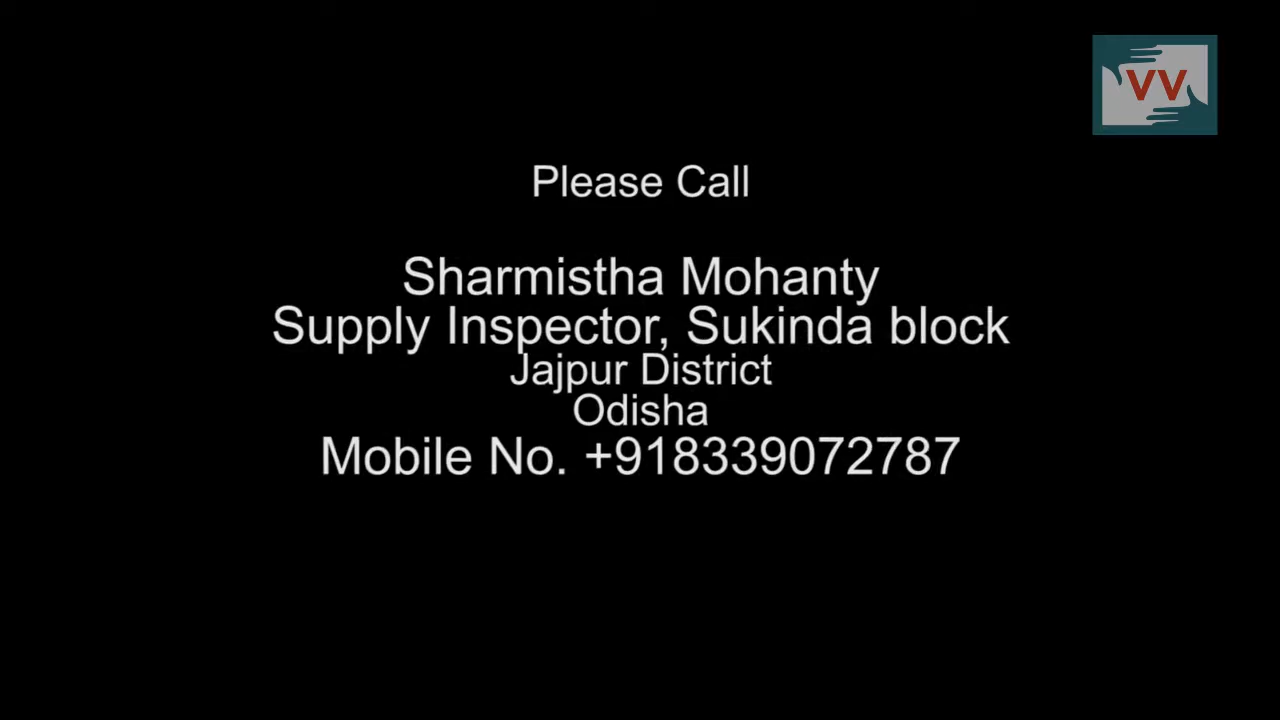 VV
Please Call
Sharmistha Mohanty
Supply Inspector, Sukinda block
Jajpur District
Odisha
Mobile No. +918339072787